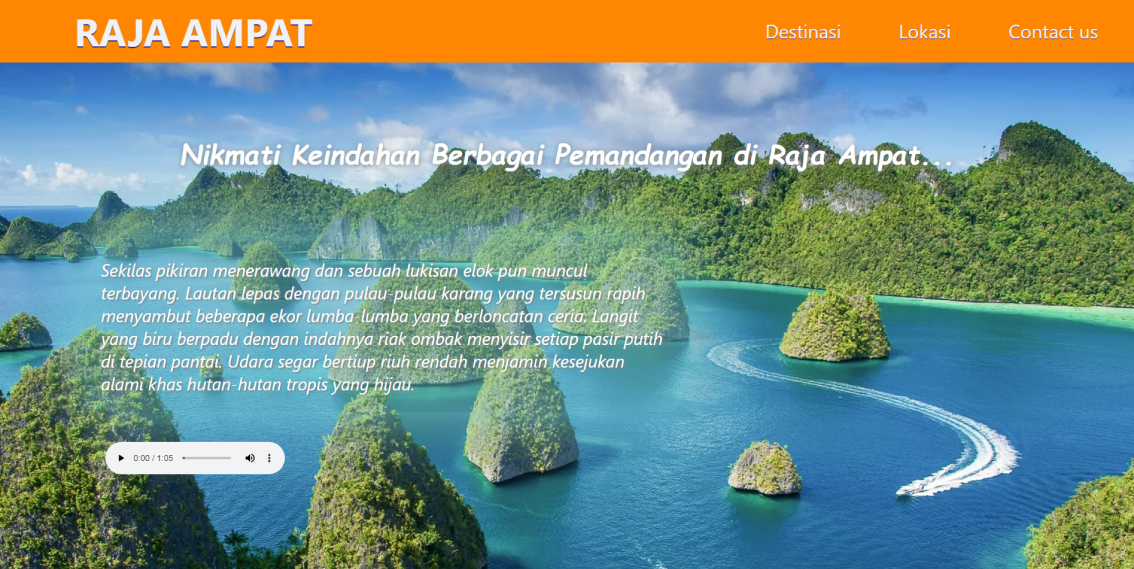 RAJA AMPAT
Destinasi
Lokasi
Contact us
Nikmati Keindahan Berbagai Pemandangan di Raja Ampat...
Sekilas pikiran menerawang dan sebuah lukisan elok pun muncul
terbayang. Lautan lepas dengan pulau-pulau karang yang tersusun rapih
menyambut beberapa ekor lumba-lumba yang berloncatan ceria. Langit
yang biru berpadu dengan indahnya riak ombak menyisir setiap pasir putih
di tepian pantai. Udara segar bertiup riuh rendah menjamin kesejukan
alami khas hutan-hutan tropis yang hijau.
0:00 / 1:05